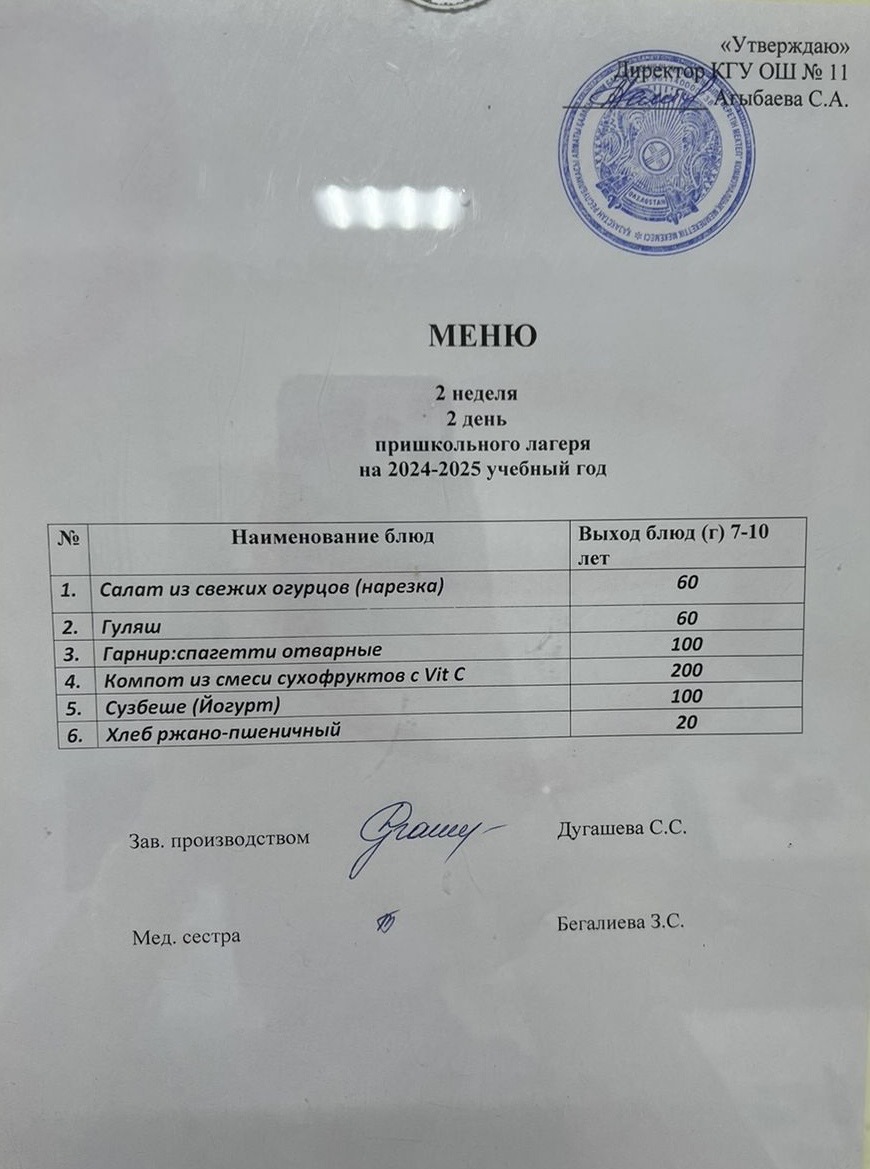 «Утверждаю»
Директор КГУ ОШ № 11
Агыбаева С.А.
QAZAQSTAN
МЕНЮ
2 неделя
2 день
пришкольного лагеря
на 2024-2025 учебный год
№ Наименование блюд Выход блюд (г) 7-10 лет
1. Салат из свежих огурцов (нарезка) 60
2. Гуляш 60
3. Гарнир:спагетти отварные 100
4. Компот из смеси сухофруктов с Vit C 200
5. Сузбеше (Йогурт) 100
6. Хлеб ржано-пшеничный 20
Зав. производством Дугашева С.С.
Мед. сестра Бегалиева З.С.